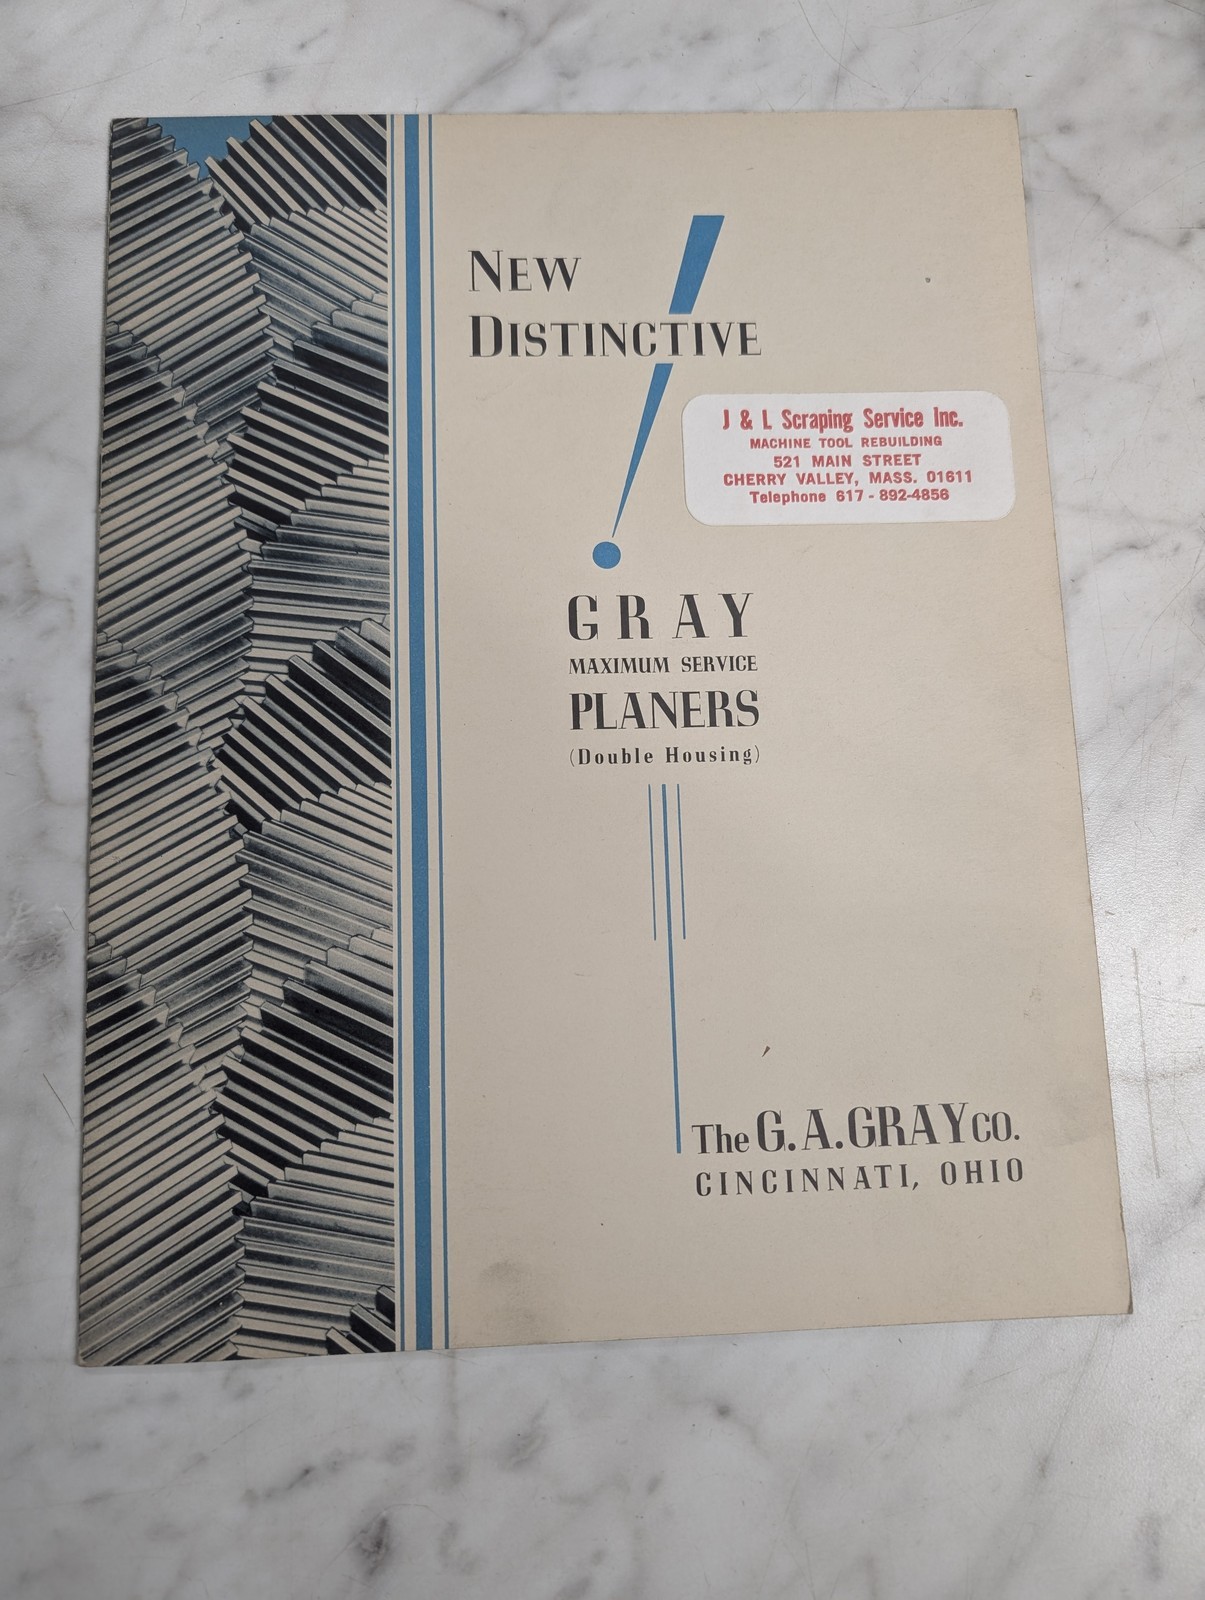 NEW
DISTINCTIVE
!
J & L Scraping Service Inc.
MACHINE TOOL REBUILDING
521 MAIN STREET
CHERRY VALLEY, MASS. 01611
Telephone 617 - 892-4856
GRAY
MAXIMUM SERVICE
PLANERS
(Double Housing)
The G. A. GRAY CO.
CINCINNATI, OHIO